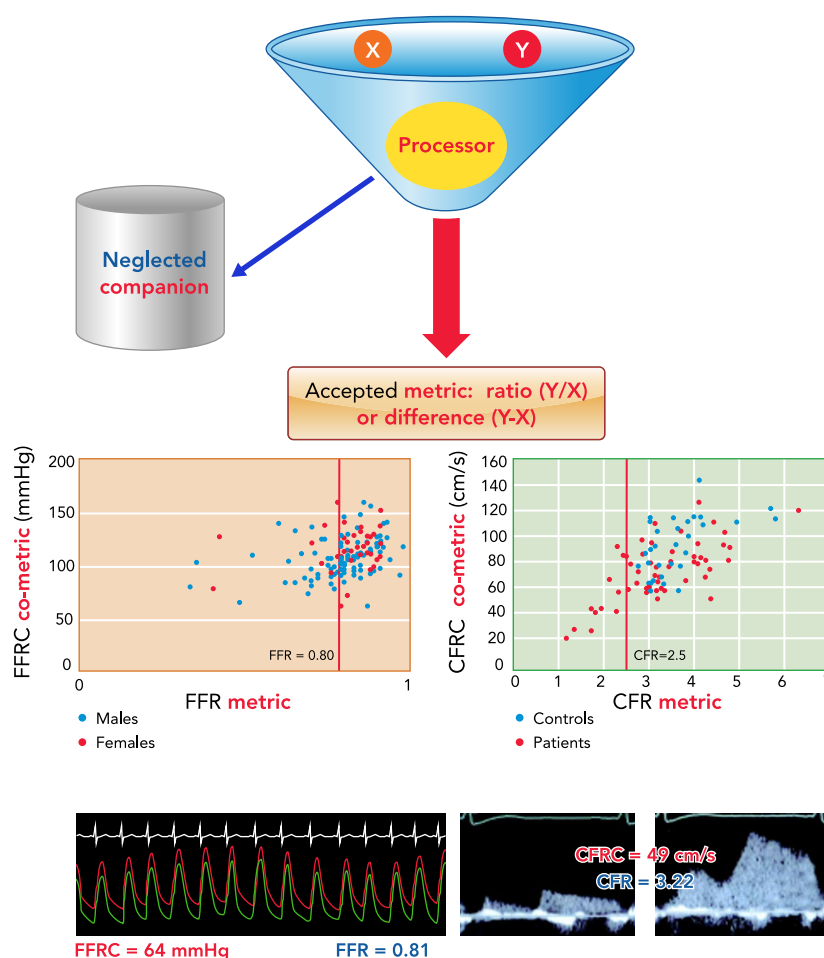 X
Y
Processor
Neglected
companion
Accepted metric: ratio (Y/X)
or difference (Y-X)
FFRC co-metric (mmHg)
200
150
100
50
0
FFR = 0.80
0
1
FFR metric
Males
Females
CFRC co-metric (cm/s)
160
140
120
100
80
60
40
20
0
CFR=2.5
0
1
2
3
4
5
6
CFR metric
Controls
Patients
FFRC = 64 mmHg
FFR = 0.81
CFRC = 49 cm/s
CFR = 3.22